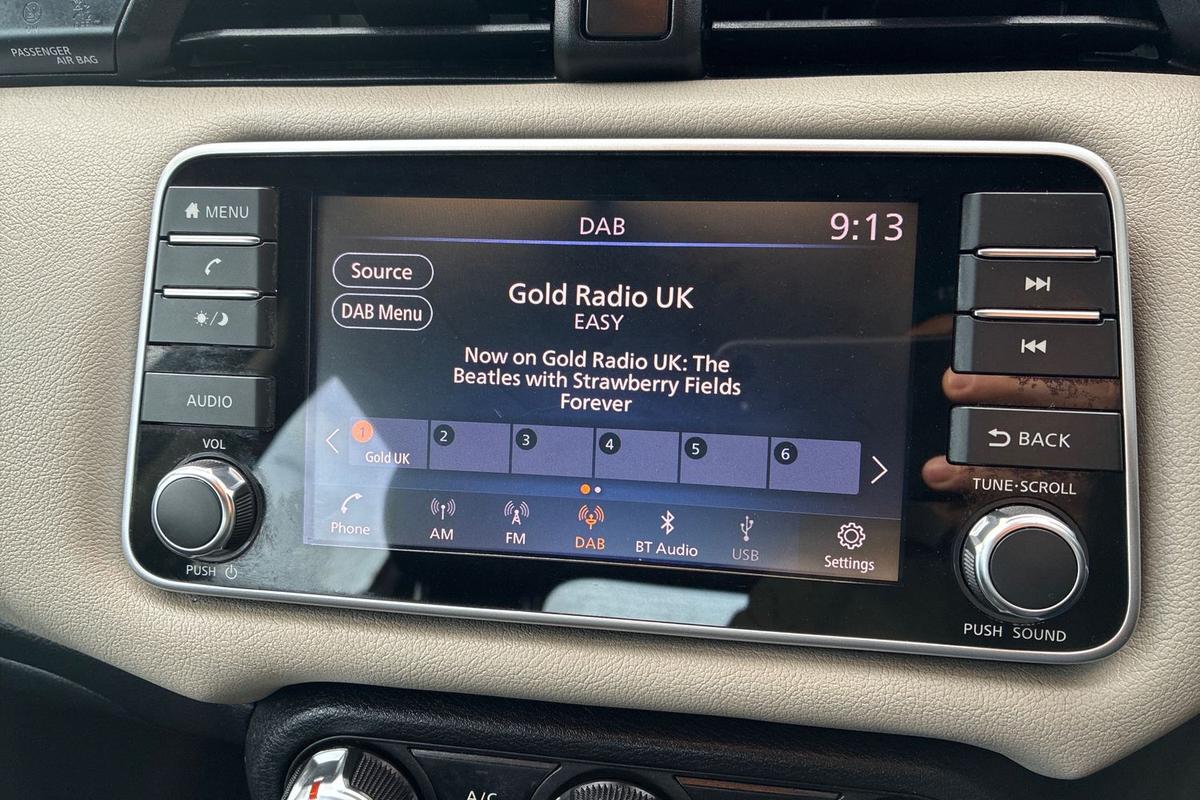 PASSENGER
AIR BAG
MENU
DAB
9:13
Source
DAB Menu
Gold Radio UK
EASY
Now on Gold Radio UK: The
Beatles with Strawberry Fields
Forever
AUDIO
BACK
VOL
1 2 3 4 5 6
Gold UK
TUNE·SCROLL
Phone
AM
FM
DAB
BT Audio
USB
Settings
PUSH
PUSH SOUND
A/C